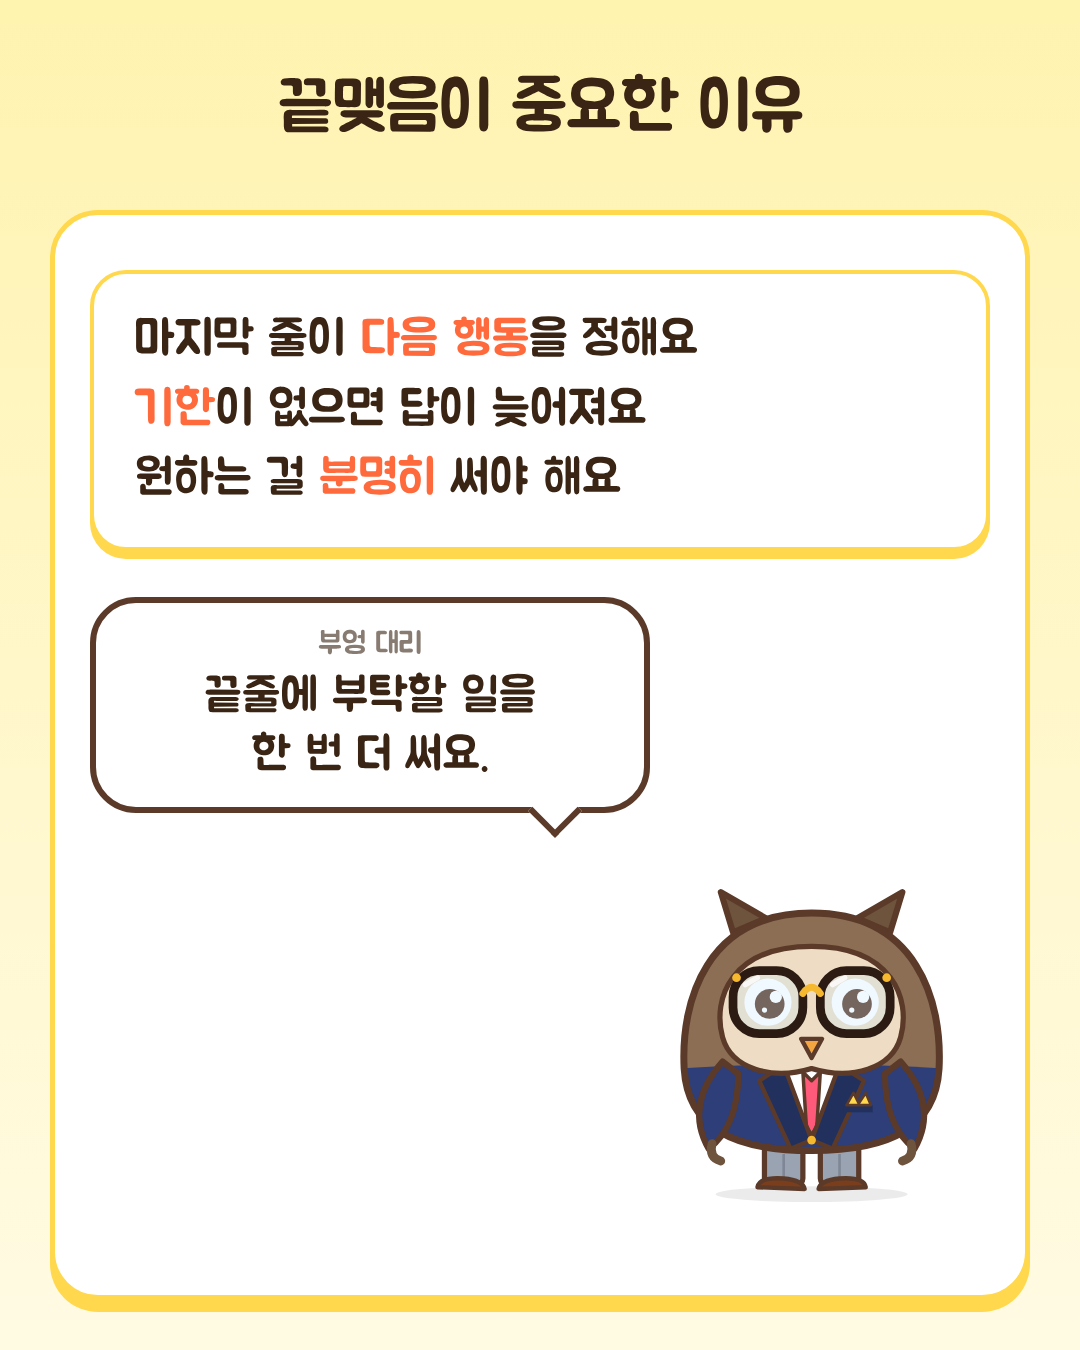 끝맺음이 중요한 이유
마지막 줄이 다음 행동을 정해요
기한이 없으면 답이 늦어져요
원하는 걸 분명히 써야 해요
부엉 대리
끝줄에 부탁할 일을
한 번 더 써요.